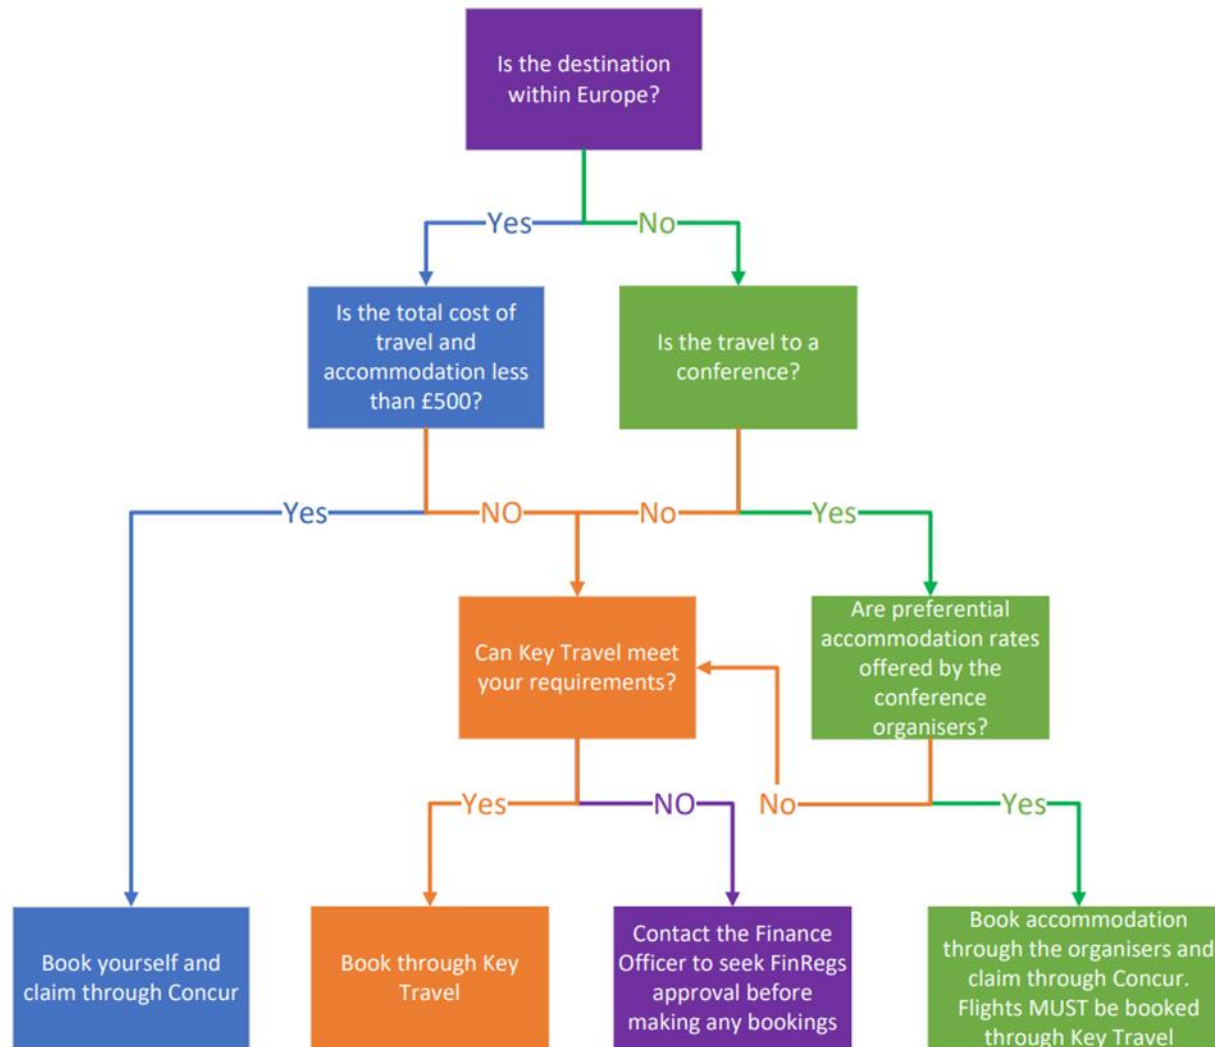 Is the destination
within Europe?
Yes
No
Is the total cost of
travel and
accommodation less
than £500?
Is the travel to a
conference?
Yes
NO
No
Yes
Can Key Travel meet
your requirements?
Are preferential
accommodation rates
offered by the
conference
organisers?
Yes
NO
No
Yes
Book yourself and
claim through Concur
Book through Key
Travel
Contact the Finance
Officer to seek FinRegs
approval before
making any bookings
Book accommodation
through the organisers and
claim through Concur.
Flights MUST be booked
through Key Travel